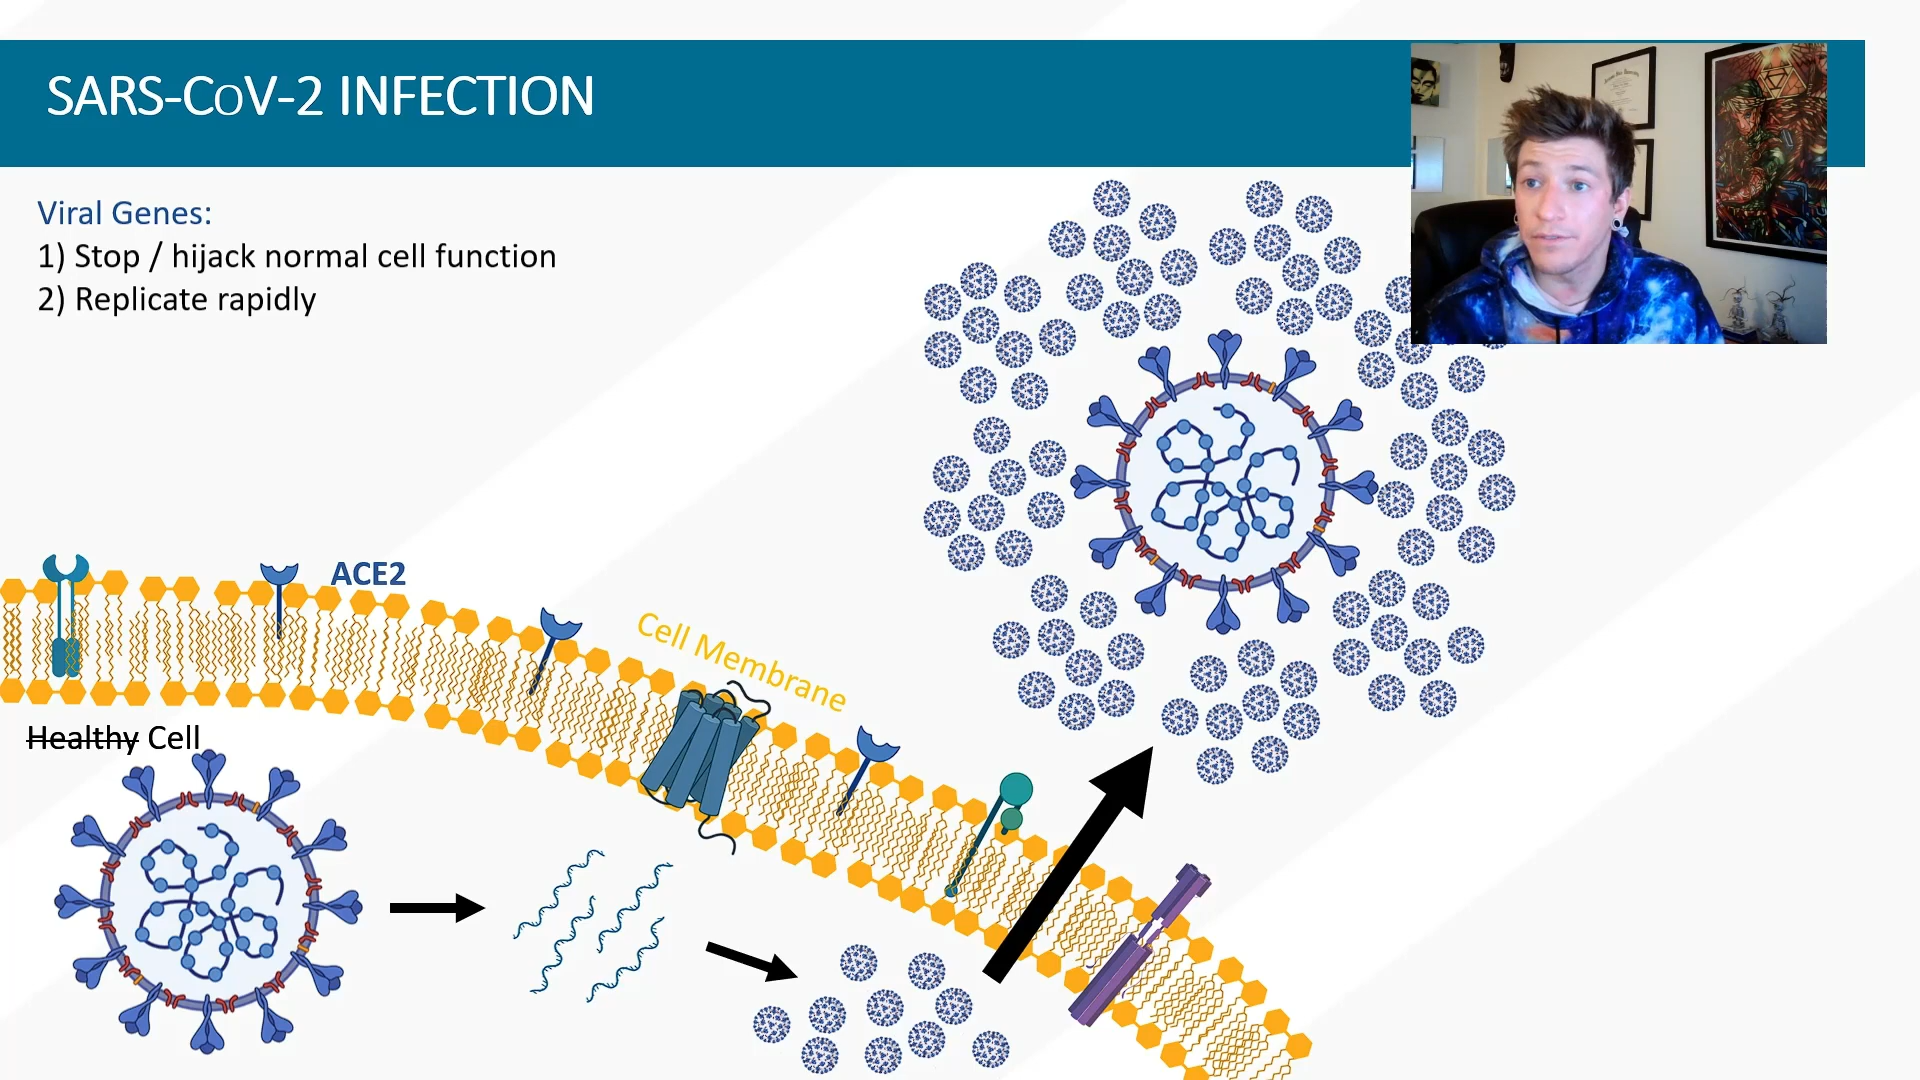 SARS-CoV-2 INFECTION
Viral Genes:
1) Stop / hijack normal cell function
2) Replicate rapidly
ACE2
Cell Membrane
Healthy Cell